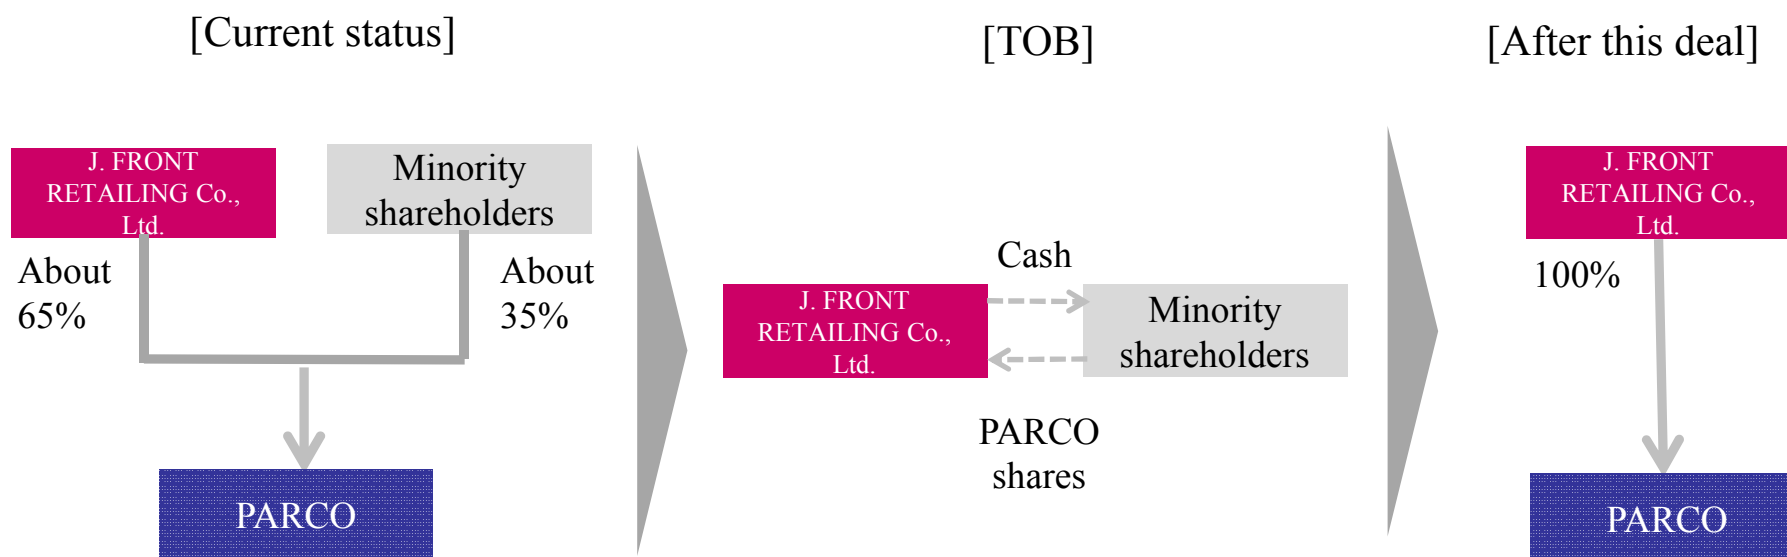 [Current status]
[TOB]
[After this deal]
J. FRONT
RETAILING Co.,
Ltd.
Minority
shareholders
About
65%
About
35%
PARCO
Cash
J. FRONT
RETAILING Co.,
Ltd.
Minority
shareholders
PARCO
shares
J. FRONT
RETAILING Co.,
Ltd.
100%
PARCO